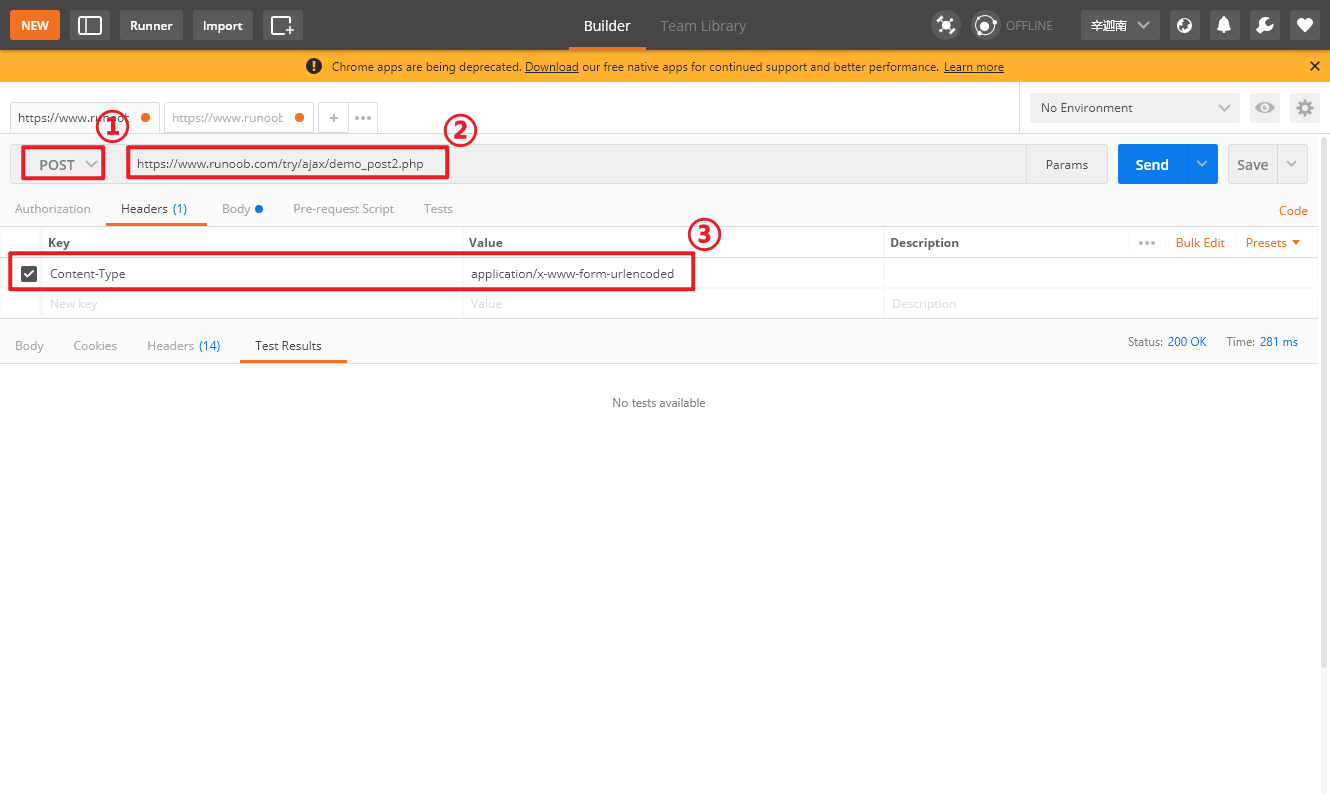 NEW Runner Import Builder Team Library OFFLINE 辛迦南
Chrome apps are being deprecated. Download our free native apps for continued support and better performance. Learn more
https://www.runoob https://www.runoob + ••• No Environment
① ②
POST https://www.runoob.com/try/ajax/demo_post2.php Params Send Save
Authorization Headers (1) Body Pre-request Script Tests Code
③
Key Value Description ••• Bulk Edit Presets
Content-Type application/x-www-form-urlencoded
New key Value Description
Body Cookies Headers (14) Test Results Status: 200 OK Time: 281 ms
No tests available